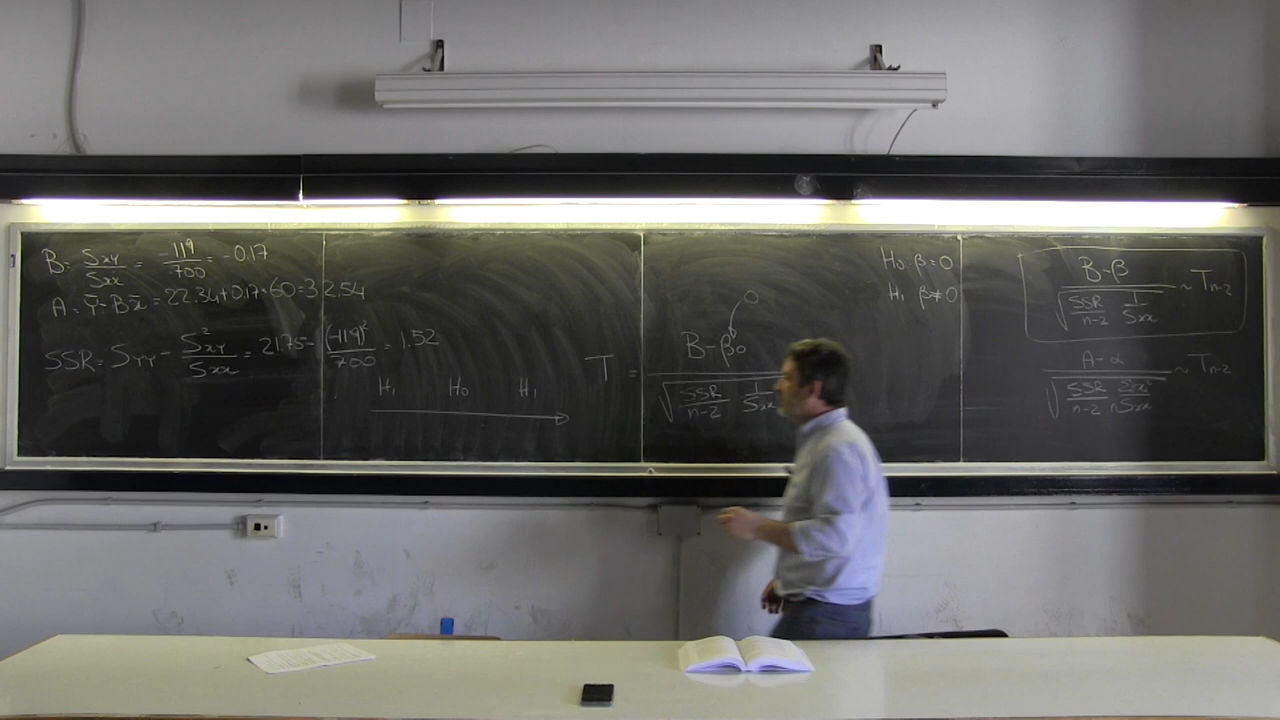 B = Sxy / Sxx = -119 / 700 = -0.17
A = Ȳ - Bx̄ = 22.34 + 0.17·60 = 32.54
SSR = SYY - S²xY / Sxx = 21.75 - (-119)² / 700 = 1.52
H₁ H₀ H₁
0
T = B - β₀ / √(SSR / n-2 1 / Sxx
H₀ β = 0
H₁ β ≠ 0
B - β / √(SSR / n-2 1 / Sxx) ~ Tn-2
A - α / √(SSR / n-2 Σx² / nSxx) ~ Tn-2